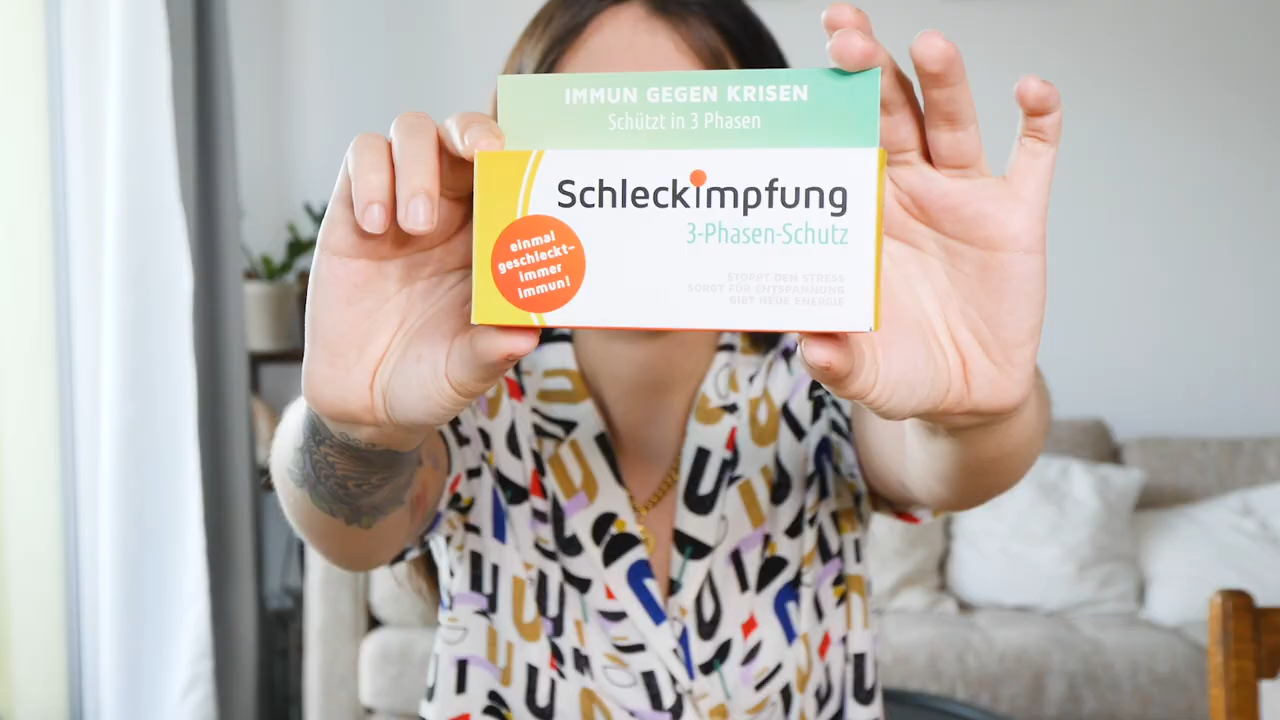 IMMUN GEGEN KRISEN
Schützt in 3 Phasen
Schleckimpfung
3-Phasen-Schutz
einmal
geschleckt-
immer
immun!
STOPPT DEN STRESS
SORGT FÜR ENTSPANNUNG
GIBT NEUE ENERGIE